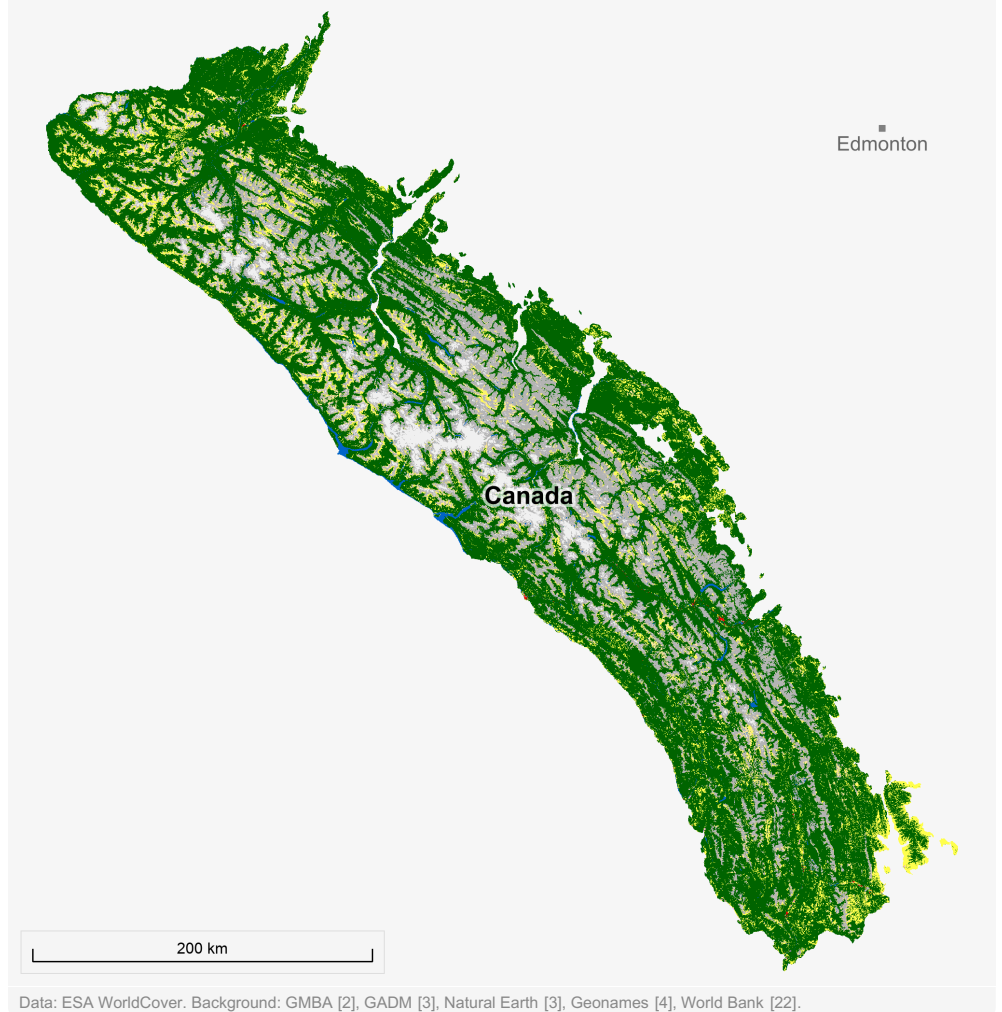 Edmonton
Canada
200 km
Data: ESA WorldCover. Background: GMBA [2], GADM [3], Natural Earth [3], Geonames [4], World Bank [22].